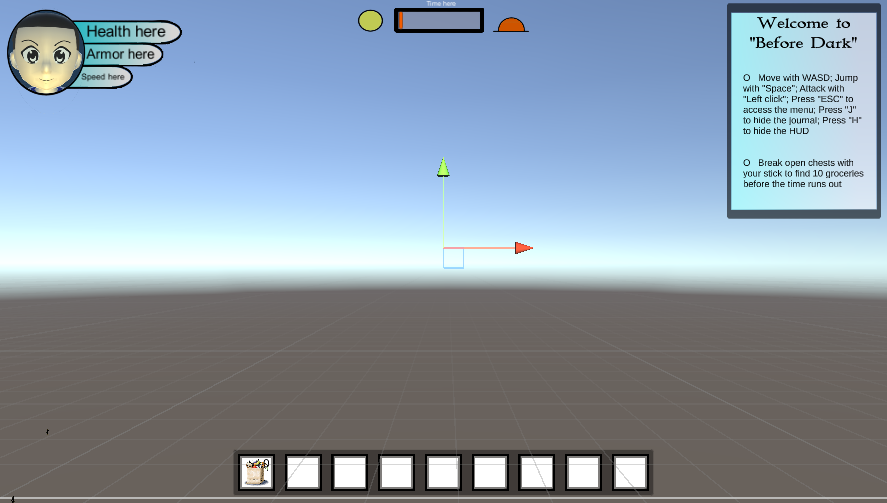 Time here
Health here
Armor here
Speed here
Welcome to
"Before Dark"
O Move with WASD; Jump
with "Space"; Attack with
"Left click"; Press "ESC" to
access the menu; Press "J"
to hide the journal; Press "H"
to hide the HUD
O Break open chests with
your stick to find 10 groceries
before the time runs out